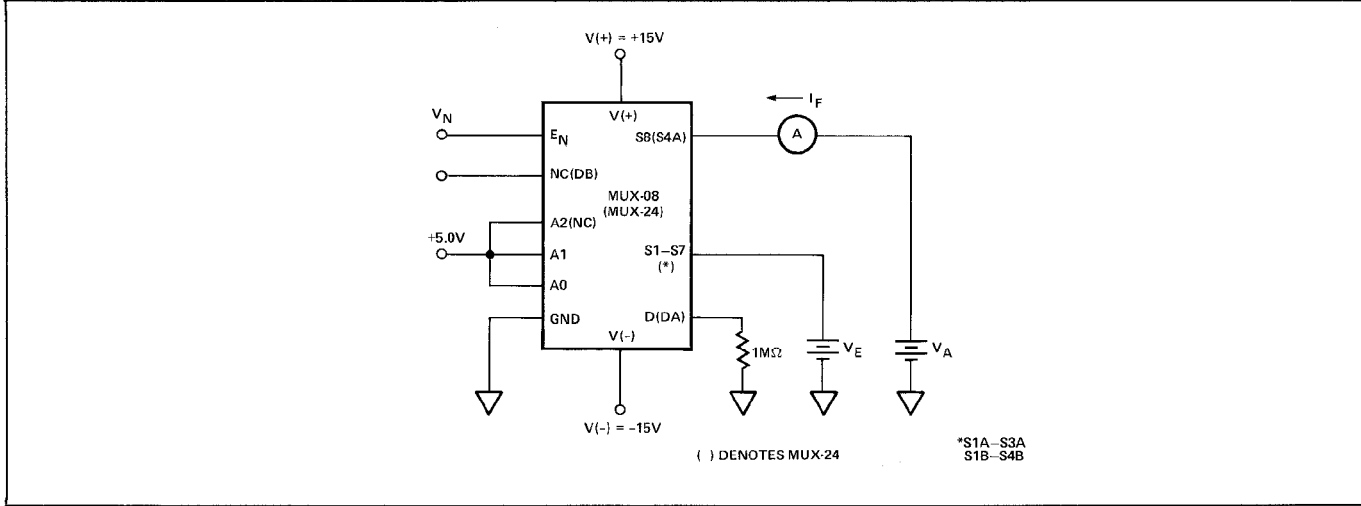 V(+) = +15V
I_F
V_N
V(+)
E_N
S8(S4A)
A
NC(DB)
MUX-08
(MUX-24)
A2(NC)
+5.0V
A1
S1–S7
(*)
A0
GND
D(DA)
V(–)
1MΩ
V_E
V_A
V(–) = –15V
( ) DENOTES MUX-24
*S1A–S3A
S1B–S4B